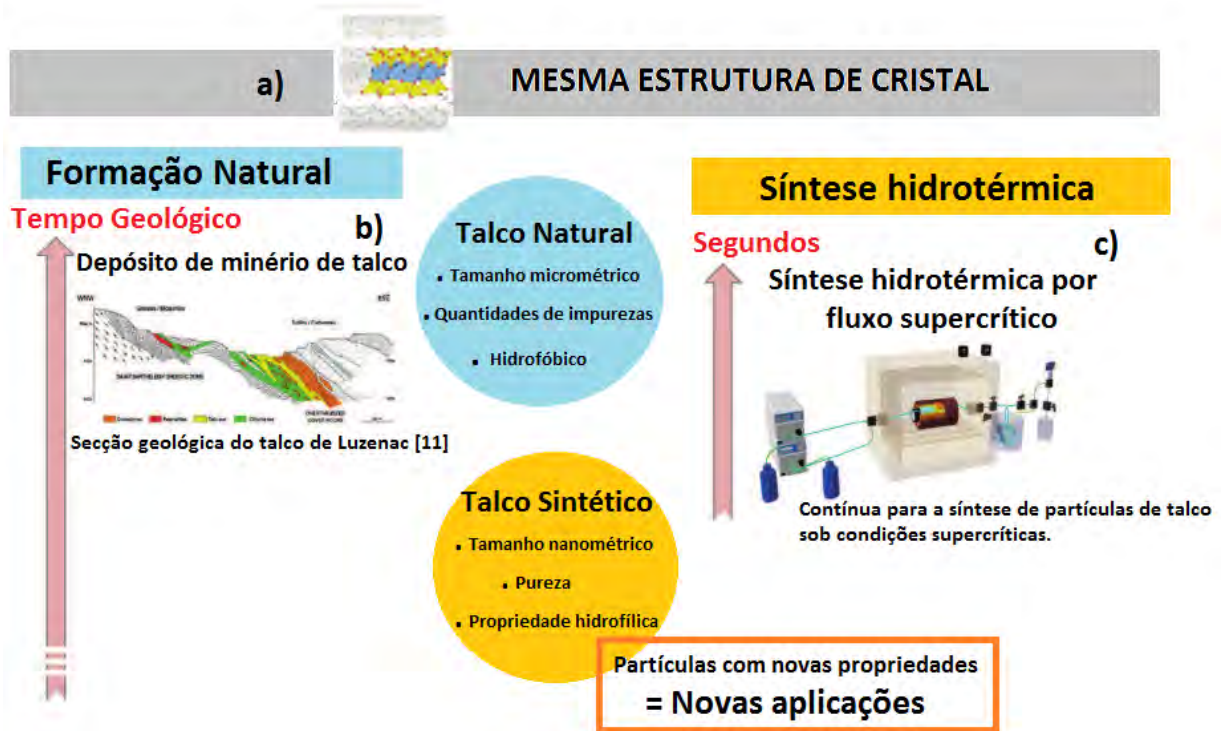 a)
MESMA ESTRUTURA DE CRISTAL
Formação Natural
Tempo Geológico
b)
Depósito de minério de talco
WNW
ESE
Secção geológica do talco de Luzenac [11]
Talco Natural
. Tamanho micrométrico
. Quantidades de impurezas
. Hidrofóbico
Talco Sintético
. Tamanho nanométrico
. Pureza
. Propriedade hidrofílica
Síntese hidrotérmica
Segundos
c)
Síntese hidrotérmica por
fluxo supercrítico
Contínua para a síntese de partículas de talco
sob condições supercríticas.
Partículas com novas propriedades
= Novas aplicações